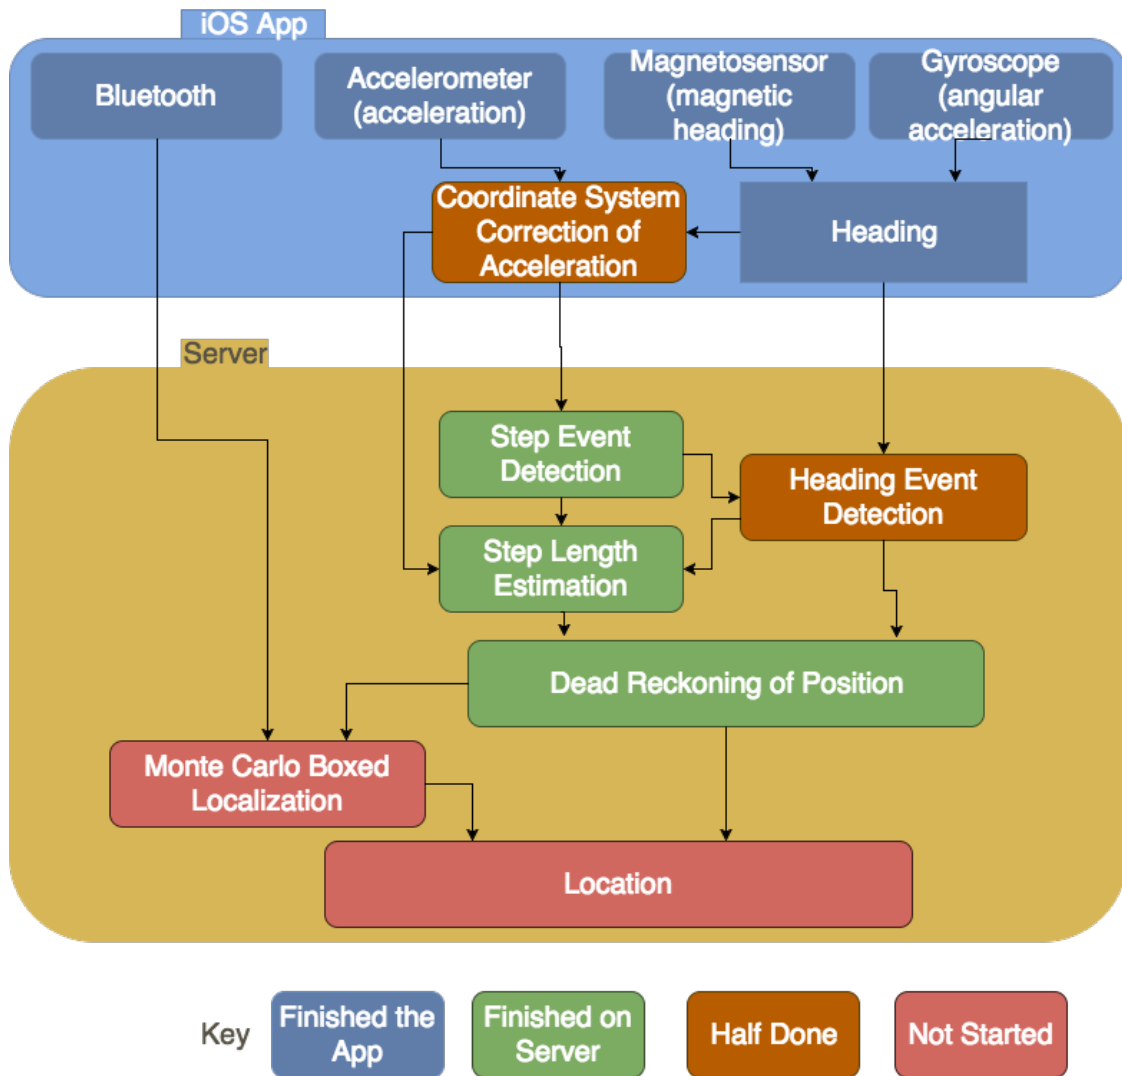 iOS App
Bluetooth
Accelerometer
(acceleration)
Magnetosensor
(magnetic
heading)
Gyroscope
(angular
acceleration)
Coordinate System
Correction of
Acceleration
Heading
Server
Step Event
Detection
Heading Event
Detection
Step Length
Estimation
Dead Reckoning of Position
Monte Carlo Boxed
Localization
Location
Key
Finished the
App
Finished on
Server
Half Done
Not Started